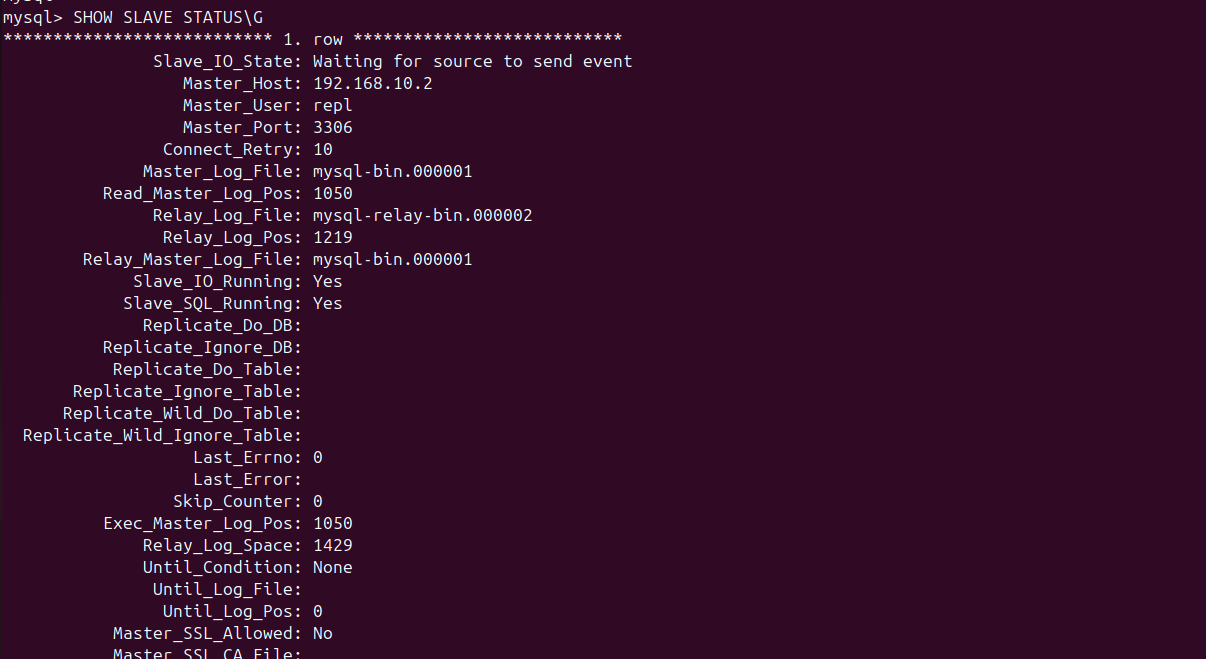 mysql> SHOW SLAVE STATUS\G
*************************** 1. row ***************************
Slave_IO_State: Waiting for source to send event
Master_Host: 192.168.10.2
Master_User: repl
Master_Port: 3306
Connect_Retry: 10
Master_Log_File: mysql-bin.000001
Read_Master_Log_Pos: 1050
Relay_Log_File: mysql-relay-bin.000002
Relay_Log_Pos: 1219
Relay_Master_Log_File: mysql-bin.000001
Slave_IO_Running: Yes
Slave_SQL_Running: Yes
Replicate_Do_DB:
Replicate_Ignore_DB:
Replicate_Do_Table:
Replicate_Ignore_Table:
Replicate_Wild_Do_Table:
Replicate_Wild_Ignore_Table:
Last_Errno: 0
Last_Error:
Skip_Counter: 0
Exec_Master_Log_Pos: 1050
Relay_Log_Space: 1429
Until_Condition: None
Until_Log_File:
Until_Log_Pos: 0
Master_SSL_Allowed: No
Master_SSL_CA_File: